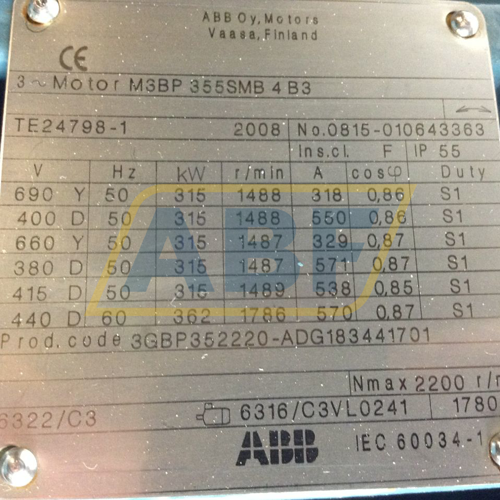 ABB Oy, Motors
Vaasa, Finland
CE
3~Motor M3BP 355SMB 4 B3
TE24798-1 2008 No. 0815-010643363
Ins.cl. F IP 55
V Hz kW r/min A cosφ Duty
690 Y 50 315 1488 318 0,86 S1
400 D 50 315 1488 550 0,86 S1
660 Y 50 315 1487 329 0,87 S1
380 D 50 315 1487 571 0,87 S1
415 D 50 315 1489 538 0,85 S1
440 D 60 362 1786 570 0,87 S1
Prod. code 3GBP352220-ADG183441701
Nmax 2200 r/
6322/C3 6316/C3VL0241 1780
ABB IEC 60034-1
ABF